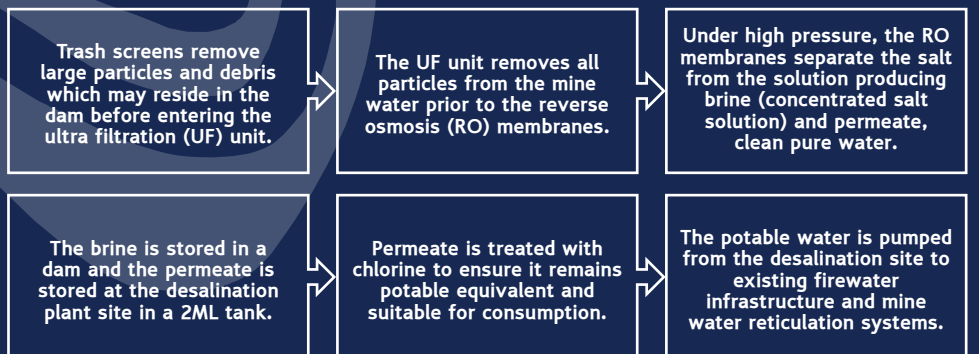 Trash screens remove
large particles and debris
which may reside in the
dam before entering the
ultra filtration (UF) unit.
The UF unit removes all
particles from the mine
water prior to the reverse
osmosis (RO) membranes.
Under high pressure, the RO
membranes separate the salt
from the solution producing
brine (concentrated salt
solution) and permeate,
clean pure water.
The brine is stored in a
dam and the permeate is
stored at the desalination
plant site in a 2ML tank.
Permeate is treated with
chlorine to ensure it remains
potable equivalent and
suitable for consumption.
The potable water is pumped
from the desalination site to
existing firewater
infrastructure and mine
water reticulation systems.